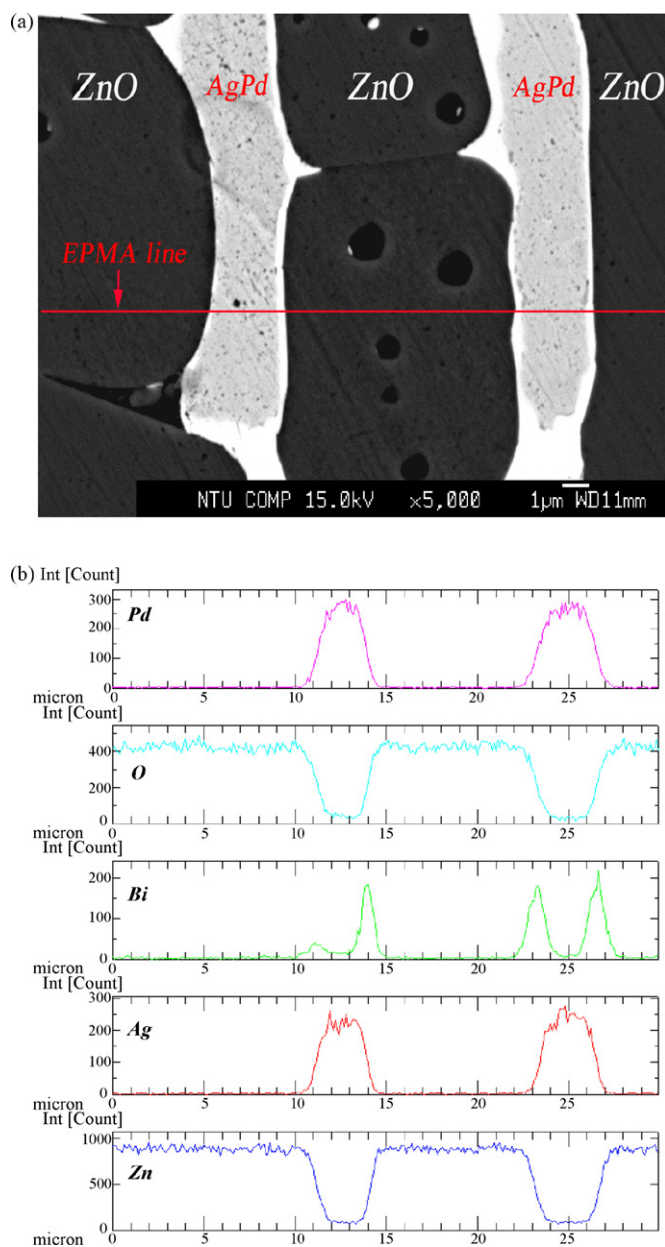 (a)
ZnO AgPd ZnO AgPd ZnO
EPMA line
NTU COMP 15.0kV ×5,000 1µm WD11mm
(b) Int [Count]
Pd
300
200
100
0
micron 0 5 10 15 20 25
Int [Count]
O
400
200
0
micron 0 5 10 15 20 25
Int [Count]
Bi
200
100
0
micron 0 5 10 15 20 25
Int [Count]
Ag
300
200
100
0
micron 0 5 10 15 20 25
Int [Count]
Zn
1000
500
0
micron 0 5 10 15 20 25